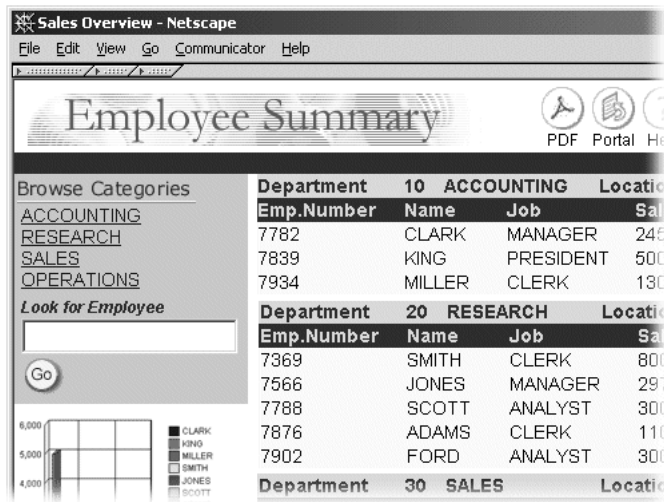 Sales Overview - Netscape
File Edit View Go Communicator Help
Employee Summary
PDF Portal
Browse Categories
ACCOUNTING
RESEARCH
SALES
OPERATIONS
Look for Employee
Go
6,000
5,000
4,000
CLARK
KING
MILLER
SMITH
JONES
SCOTT
Department 10 ACCOUNTING
Emp.Number Name Job
7782 CLARK MANAGER
7839 KING PRESIDENT
7934 MILLER CLERK
Department 20 RESEARCH
Emp.Number Name Job
7369 SMITH CLERK
7566 JONES MANAGER
7788 SCOTT ANALYST
7876 ADAMS CLERK
7902 FORD ANALYST
Department 30 SALES